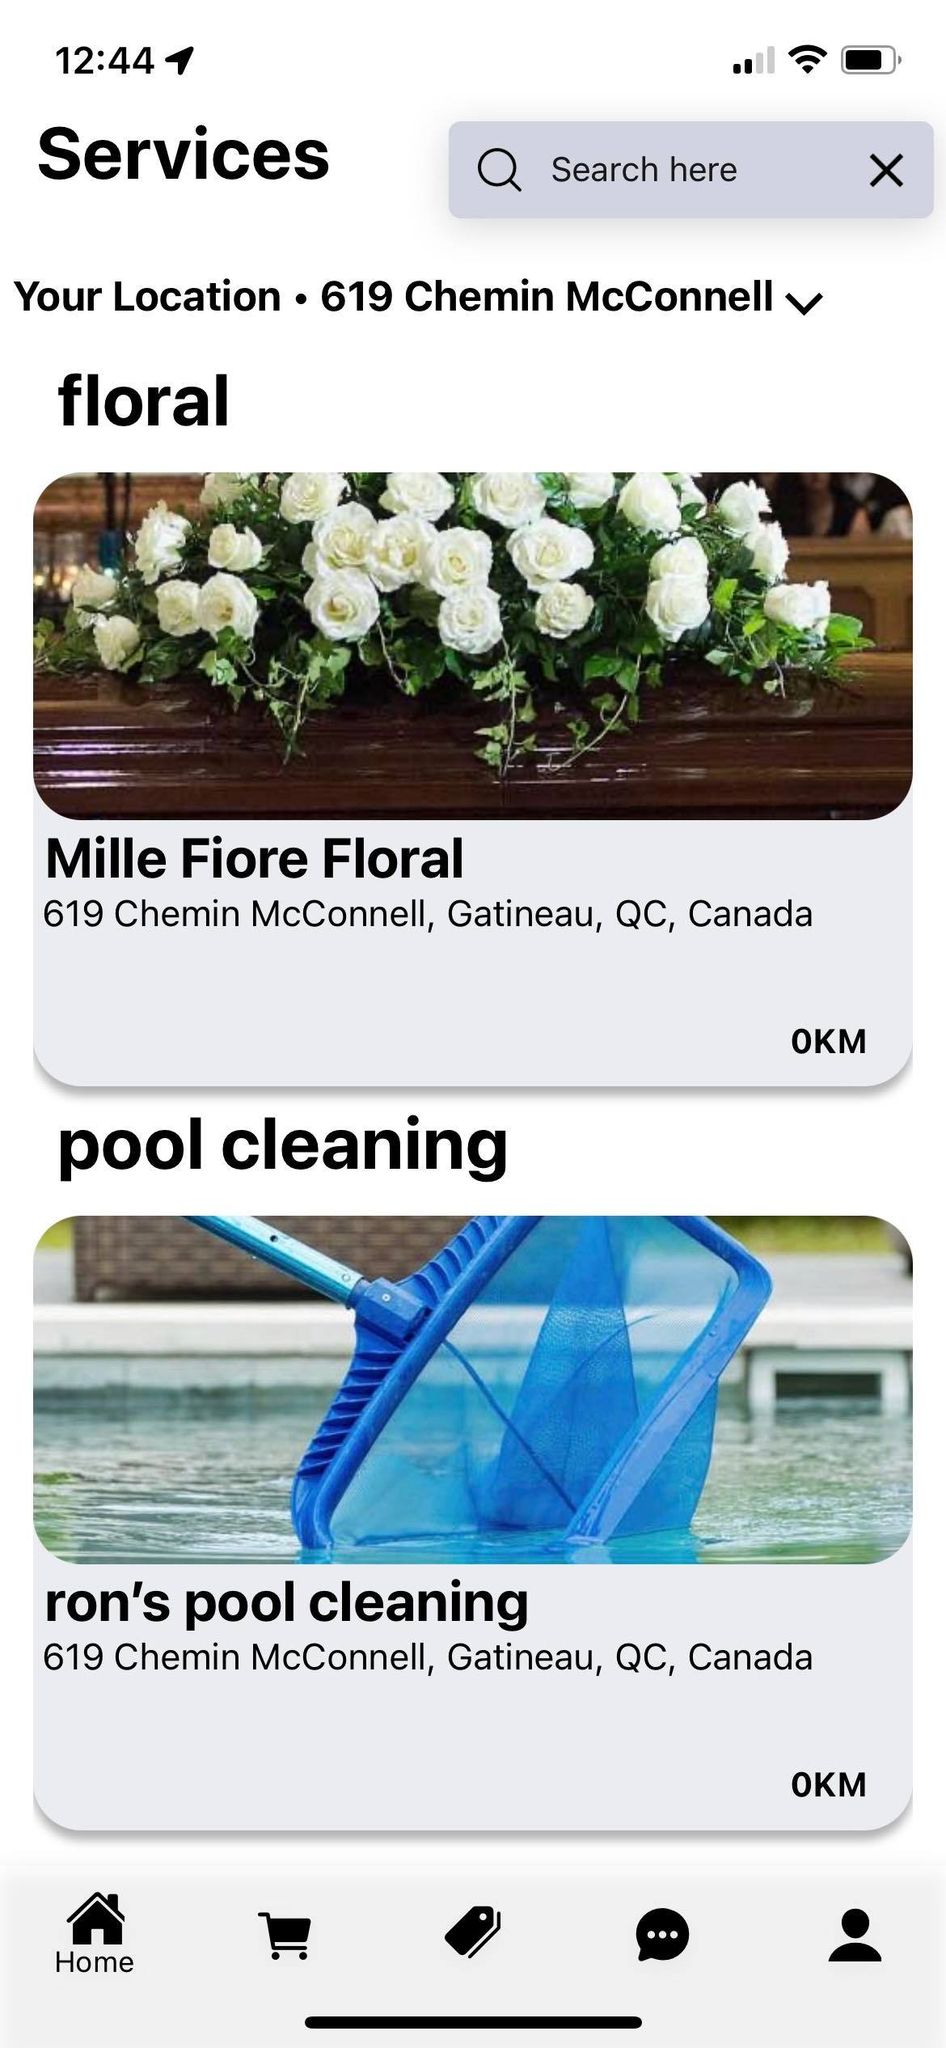 12:44
Services
Search here
Your Location • 619 Chemin McConnell
floral
Mille Fiore Floral
619 Chemin McConnell, Gatineau, QC, Canada
0KM
pool cleaning
ron’s pool cleaning
619 Chemin McConnell, Gatineau, QC, Canada
0KM
Home